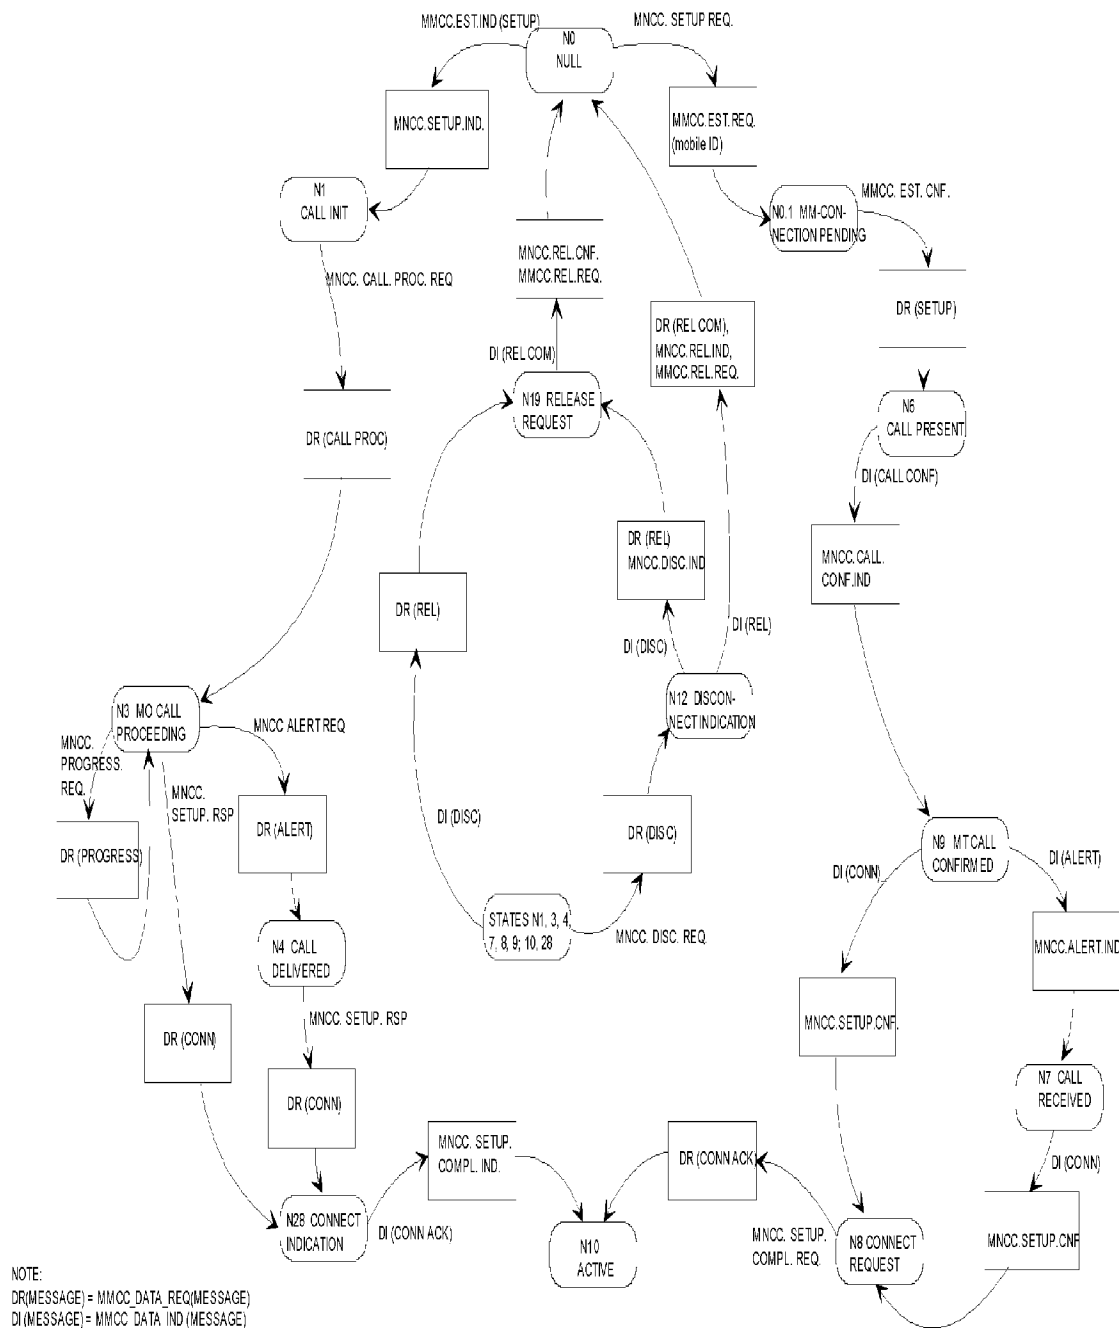 MMCC.EST.IND (SETUP)
N0
NULL
MNCC. SETUP REQ.
MNCC.SETUP.IND.
MMCC.EST.REQ.
(mobile ID)
N1
CALL INIT
N0.1 MM-CON-
NECTION PENDING
MMCC. EST. CNF.
MNCC. CALL. PROC. REQ
MNCC.REL.CNF.
MMCC.REL.REQ.
DR (SETUP)
DR (REL COM),
MNCC.REL.IND,
MMCC.REL.REQ.
DI (REL COM)
N19 RELEASE
REQUEST
N6
CALL PRESENT
DR (CALL PROC)
DI (CALL CONF)
DR (REL)
MNCC.DISC.IND
MNCC.CALL.
CONF.IND
DR (REL)
DI (DISC)
DI (REL)
N12 DISCON-
NECT INDICATION
N3 MO CALL
PROCEEDING
MNCC ALERT REQ
MNCC.
PROGRESS.
REQ.
MNCC.
SETUP. RSP
DI (DISC)
DR (DISC)
DR (ALERT)
DR (PROGRESS)
N9 MT CALL
CONFIRMED
DI (CONN)
DI (ALERT)
STATES N1, 3, 4,
7, 8, 9; 10, 28
MNCC. DISC. REQ.
N4 CALL
DELIVERED
MNCC.ALERT.IND
MNCC. SETUP. RSP
MNCC.SETUP.CNF.
DR (CONN)
DR (CONN)
N7 CALL
RECEIVED
DI (CONN)
MNCC. SETUP.
COMPL. IND.
DR (CONN ACK)
N28 CONNECT
INDICATION
DI (CONN ACK)
N10
ACTIVE
MNCC. SETUP.
COMPL. REQ.
N8 CONNECT
REQUEST
MNCC.SETUP.CNF
NOTE:
DR(MESSAGE) = MMCC_DATA_REQ(MESSAGE)
DI (MESSAGE) = MMCC_DATA_IND (MESSAGE)